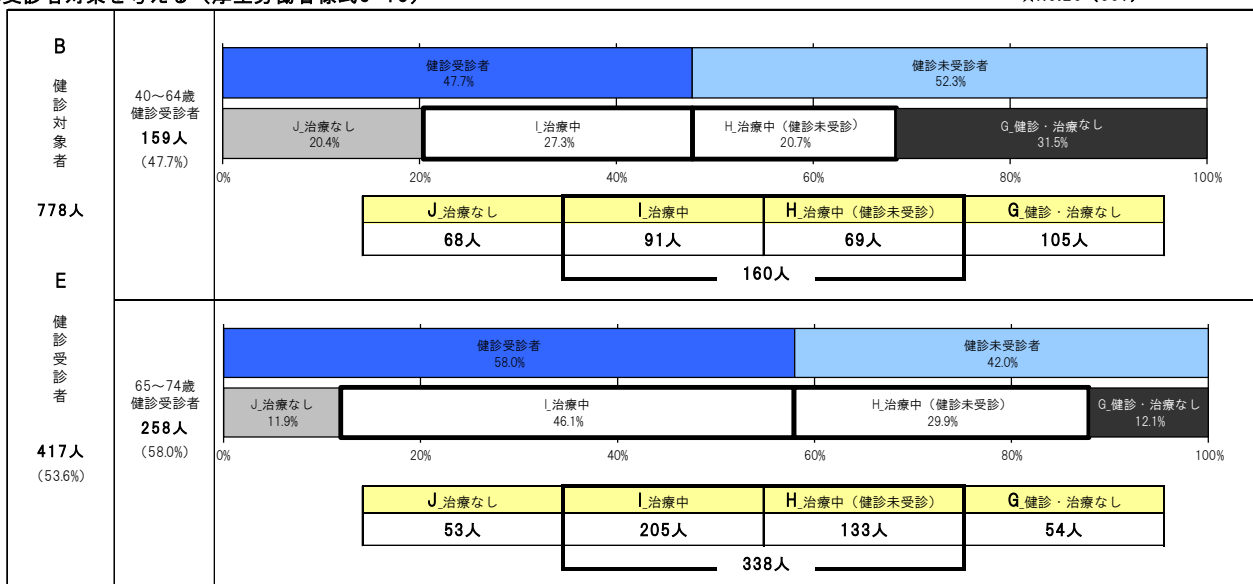 B
健診対象者
778人
E
健診受診者
417人
(53.6%)
40～64歳
健診受診者
159人
(47.7%)
健診受診者
47.7%
健診未受診者
52.3%
J_治療なし
20.4%
I_治療中
27.3%
H_治療中（健診未受診）
20.7%
G_健診・治療なし
31.5%
0% 20% 40% 60% 80% 100%
J_治療なし I_治療中 H_治療中（健診未受診） G_健診・治療なし
68人 91人 69人 105人
160人
65～74歳
健診受診者
258人
(58.0%)
健診受診者
58.0%
健診未受診者
42.0%
J_治療なし
11.9%
I_治療中
46.1%
H_治療中（健診未受診）
29.9%
G_健診・治療なし
12.1%
0% 20% 40% 60% 80% 100%
J_治療なし I_治療中 H_治療中（健診未受診） G_健診・治療なし
53人 205人 133人 54人
338人